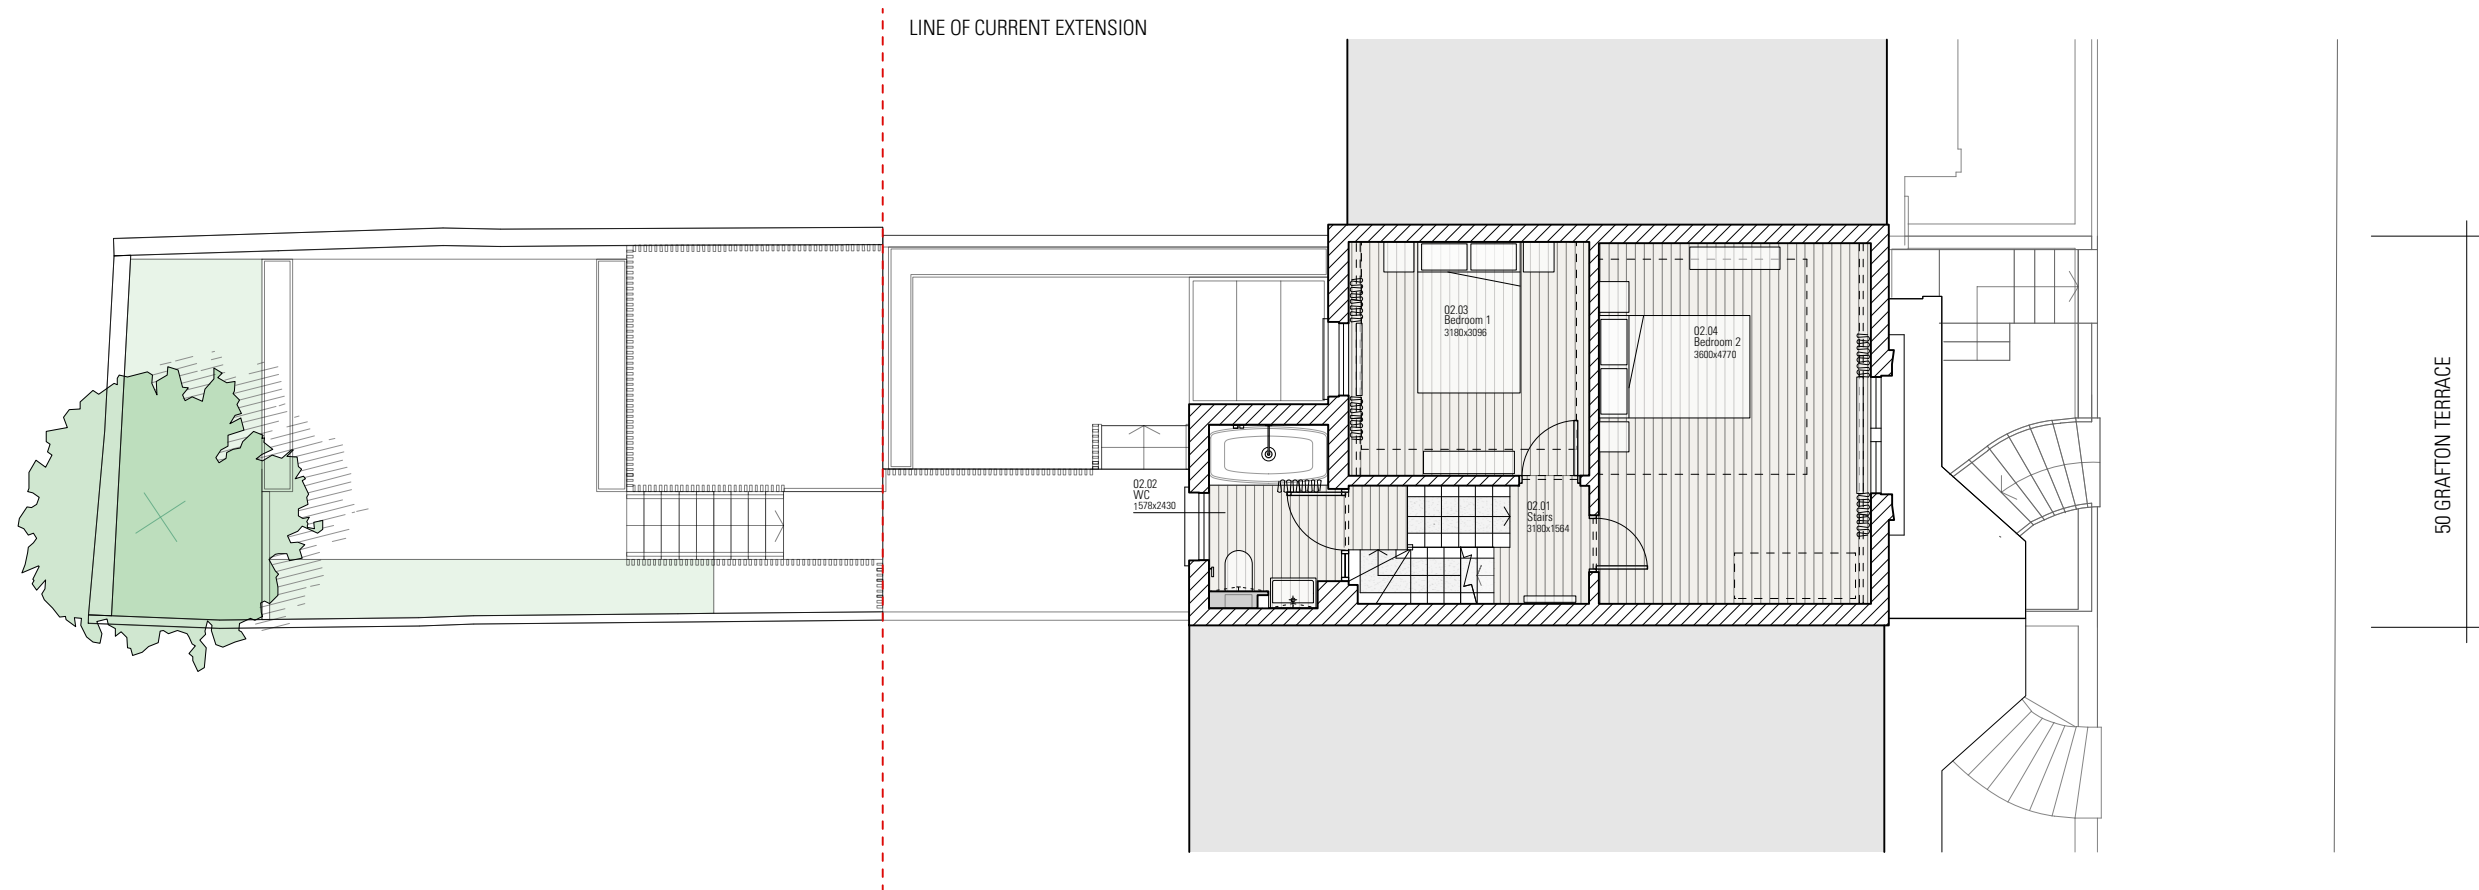 LINE OF CURRENT EXTENSION
02.03
Bedroom 1
3180x3096
02.04
Bedroom 2
3600x4770
02.02
WC
1578x2430
02.01
Stairs
3180x1564
50 GRAFTON TERRACE